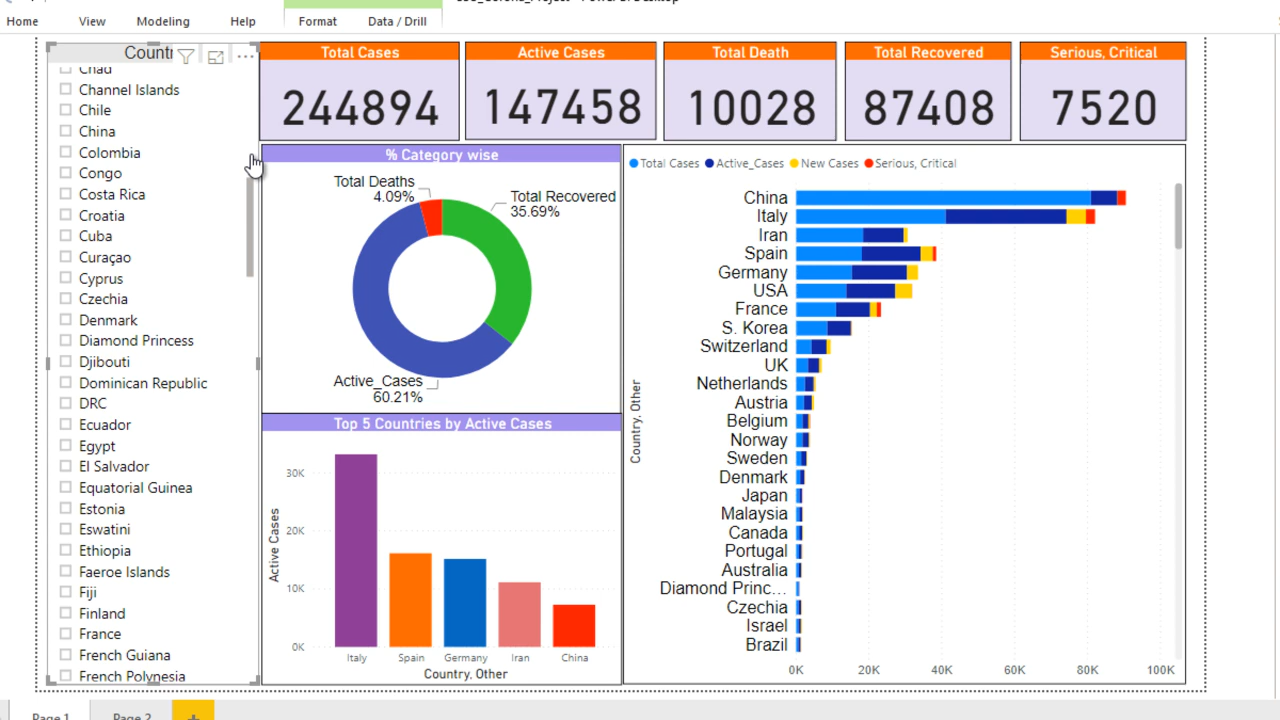 Home View Modeling Help Format Data / Drill
Countr
Chad
Channel Islands
Chile
China
Colombia
Congo
Costa Rica
Croatia
Cuba
Curaçao
Cyprus
Czechia
Denmark
Diamond Princess
Djibouti
Dominican Republic
DRC
Ecuador
Egypt
El Salvador
Equatorial Guinea
Estonia
Eswatini
Ethiopia
Faeroe Islands
Fiji
Finland
France
French Guiana
French Polynesia
Total Cases
244894
Active Cases
147458
Total Death
10028
Total Recovered
87408
Serious, Critical
7520
% Category wise
Total Deaths
4.09%
Total Recovered
35.69%
Active_Cases
60.21%
Top 5 Countries by Active Cases
Active Cases
30K
20K
10K
0K
Italy Spain Germany Iran China
Country, Other
Total Cases Active_Cases New Cases Serious, Critical
Country, Other
China
Italy
Iran
Spain
Germany
USA
France
S. Korea
Switzerland
UK
Netherlands
Austria
Belgium
Norway
Sweden
Denmark
Japan
Malaysia
Canada
Portugal
Australia
Diamond Princ...
Czechia
Israel
Brazil
0K 20K 40K 60K 80K 100K
Page 1 Page 2